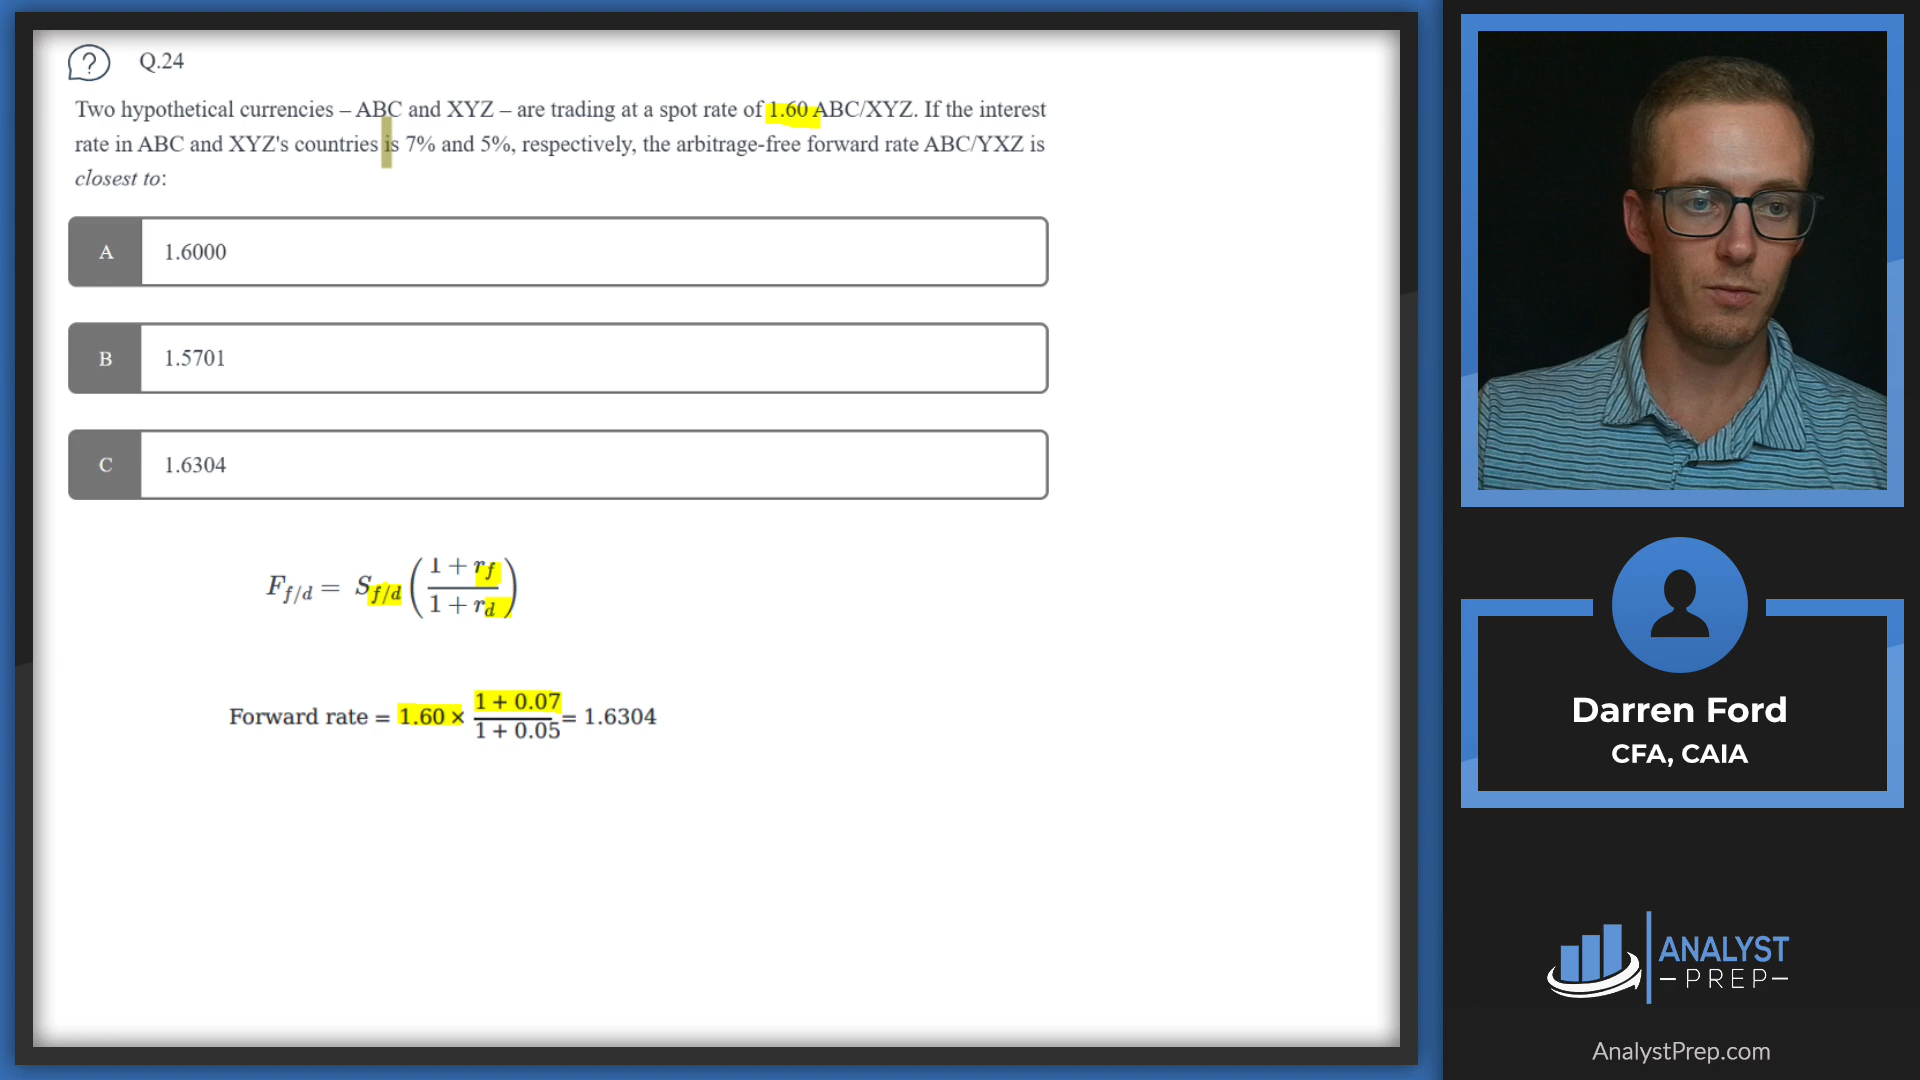 ?
Q.24
Two hypothetical currencies – ABC and XYZ – are trading at a spot rate of 1.60 ABC/XYZ. If the interest
rate in ABC and XYZ's countries is 7% and 5%, respectively, the arbitrage-free forward rate ABC/YXZ is
closest to:
A 1.6000
B 1.5701
C 1.6304
F_{f/d} = S_{f/d} ( \frac{1 + r_f}{1 + r_d} )
Forward rate = 1.60 × \frac{1 + 0.07}{1 + 0.05} = 1.6304
Darren Ford
CFA, CAIA
ANALYST
– PREP –
AnalystPrep.com